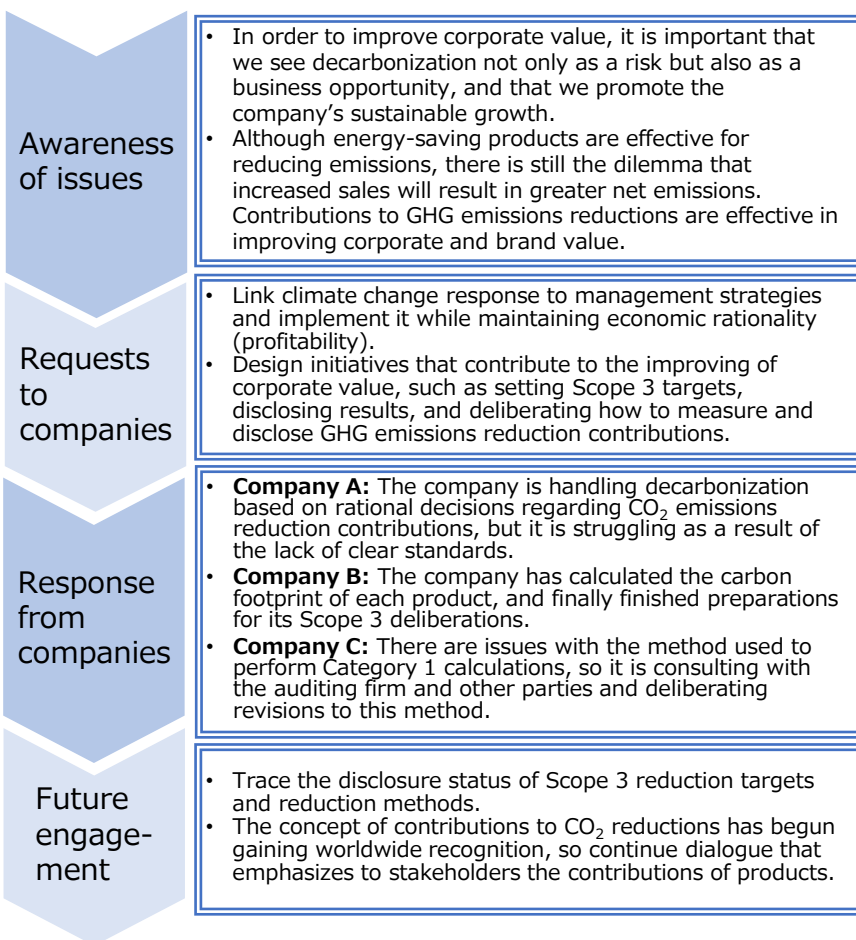 Awareness
of issues
• In order to improve corporate value, it is important that
we see decarbonization not only as a risk but also as a
business opportunity, and that we promote the
company’s sustainable growth.
• Although energy-saving products are effective for
reducing emissions, there is still the dilemma that
increased sales will result in greater net emissions.
Contributions to GHG emissions reductions are effective in
improving corporate and brand value.
Requests
to
companies
• Link climate change response to management strategies
and implement it while maintaining economic rationality
(profitability).
• Design initiatives that contribute to the improving of
corporate value, such as setting Scope 3 targets,
disclosing results, and deliberating how to measure and
disclose GHG emissions reduction contributions.
Response
from
companies
• Company A: The company is handling decarbonization
based on rational decisions regarding CO₂ emissions
reduction contributions, but it is struggling as a result of
the lack of clear standards.
• Company B: The company has calculated the carbon
footprint of each product, and finally finished preparations
for its Scope 3 deliberations.
• Company C: There are issues with the method used to
perform Category 1 calculations, so it is consulting with
the auditing firm and other parties and deliberating
revisions to this method.
Future
engage-
ment
• Trace the disclosure status of Scope 3 reduction targets
and reduction methods.
• The concept of contributions to CO₂ reductions has begun
gaining worldwide recognition, so continue dialogue that
emphasizes to stakeholders the contributions of products.